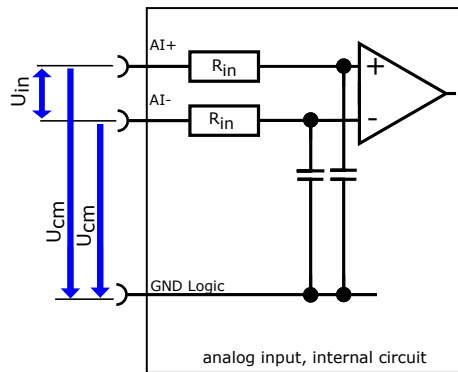 AI+
Rin
+
Uin
AI-
Rin
-
Ucm
Ucm
GND Logic
analog input, internal circuit